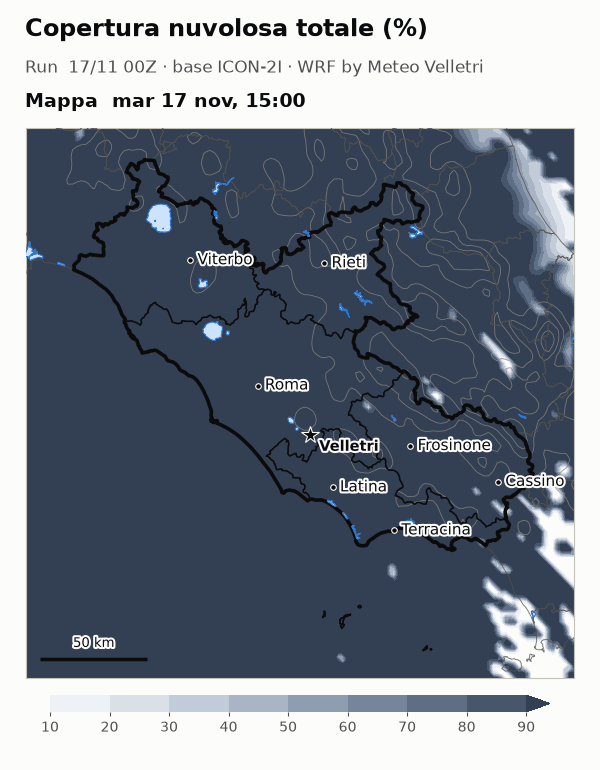 Copertura nuvolosa totale (%)
Run 17/11 00Z · base ICON-2I · WRF by Meteo Velletri
Mappa mar 17 nov, 15:00
Viterbo
Rieti
Roma
Velletri
Frosinone
Latina
Cassino
Terracina
50 km
10 20 30 40 50 60 70 80 90